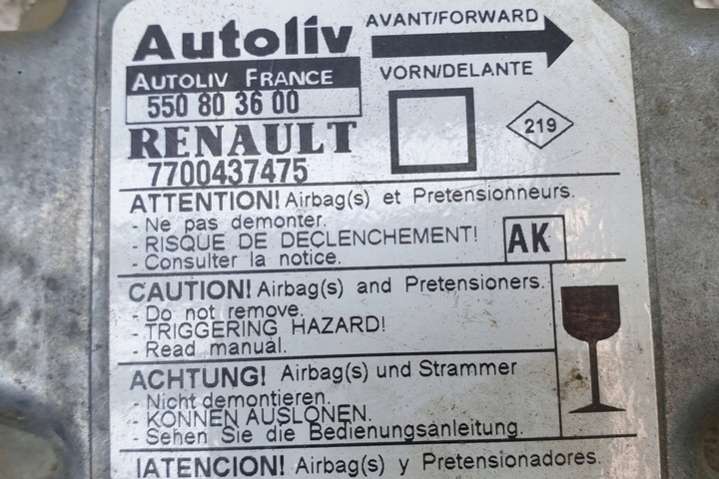 Autoliv
AVANT/FORWARD
AUTOLIV FRANCE
VORN/DELANTE
550 80 36 00
RENAULT
219
7700437475
ATTENTION! Airbag(s) et Pretensionneurs.
- Ne pas demonter.
- RISQUE DE DECLENCHEMENT!
- Consulter la notice.
AK
CAUTION! Airbag(s) and Pretensioners.
- Do not remove.
- TRIGGERING HAZARD!
- Read manual.
ACHTUNG! Airbag(s) und Strammer
- Nicht demontieren.
- KONNEN AUSLONEN.
- Sehen Sie die Bedienungsanleitung.
!ATENCION! Airbag(s) y Pretensionadores.